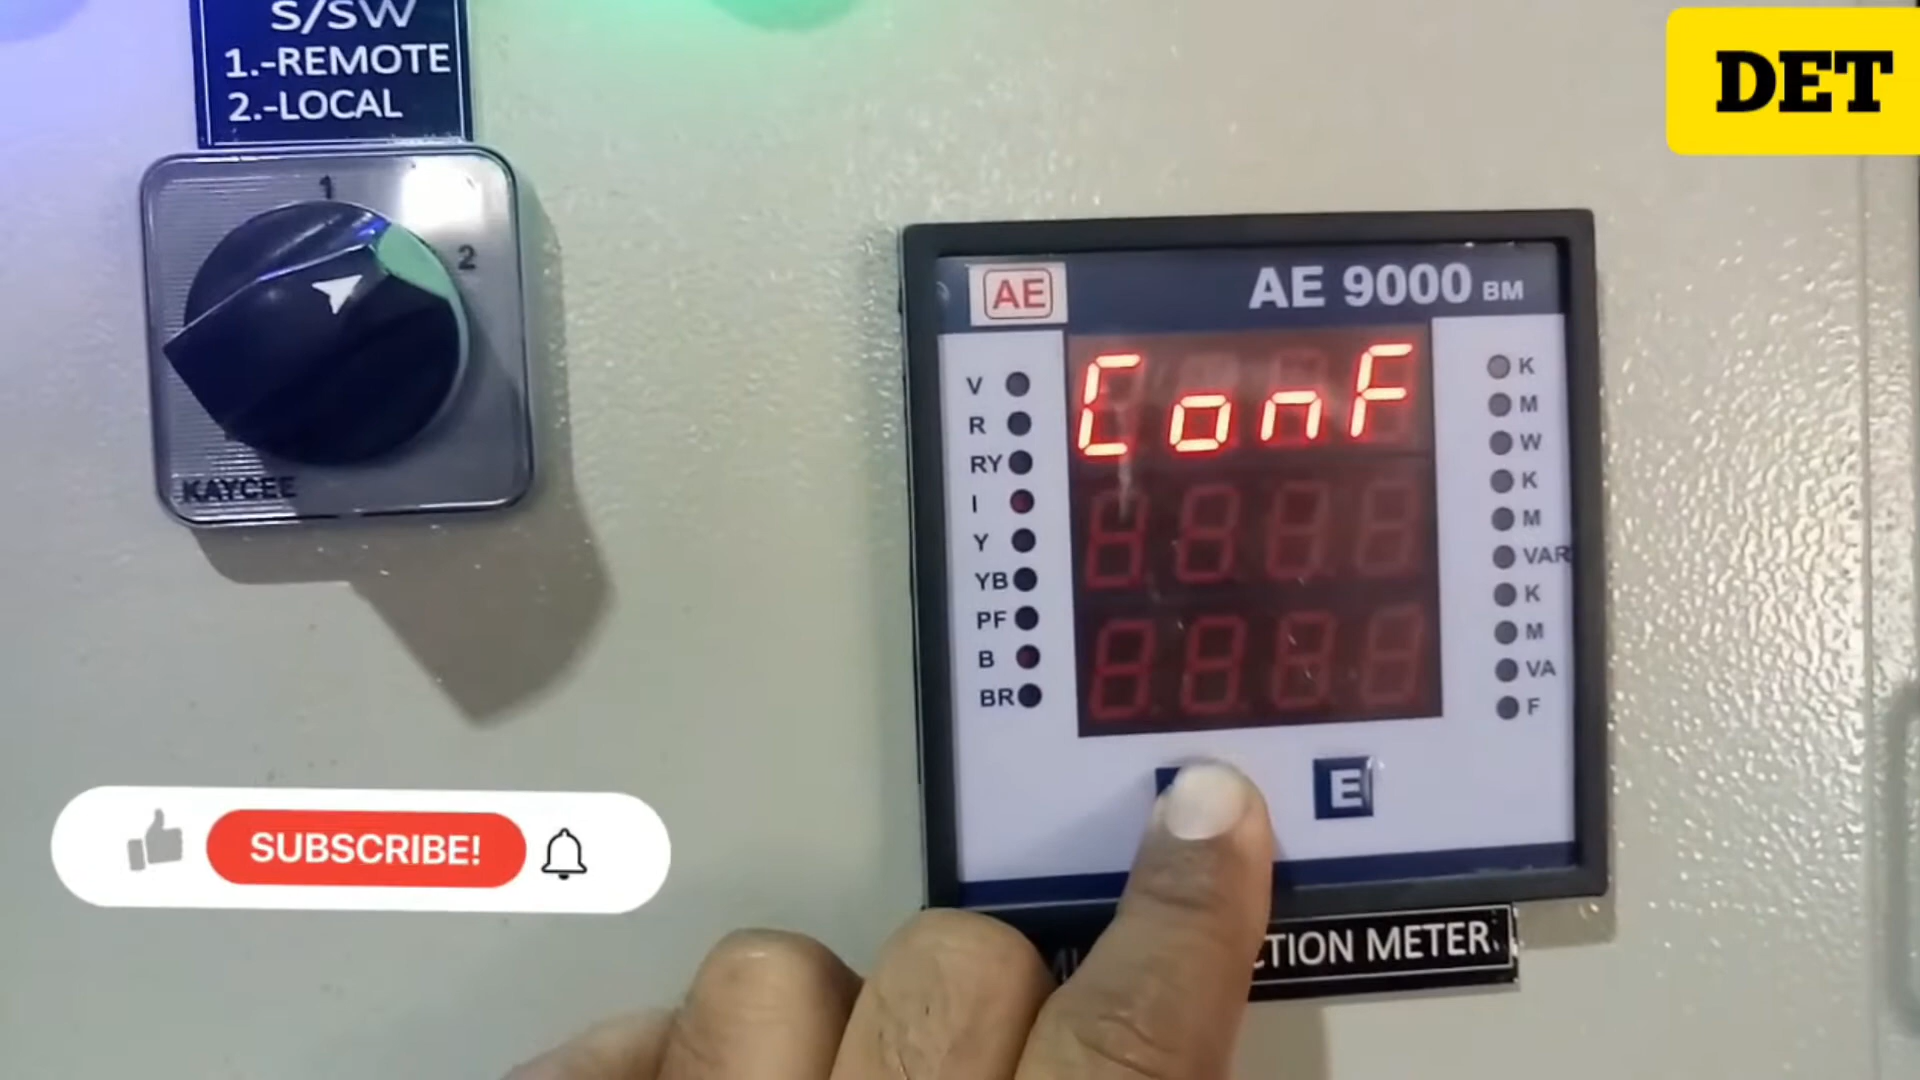 S/SW
1.-REMOTE
2.-LOCAL
DET
1
2
KAYCEE
AE
AE 9000 BM
ConF
V
R
RY
I
Y
YB
PF
B
BR
K
M
W
K
M
VAR
K
M
VA
F
E
SUBSCRIBE!
METER